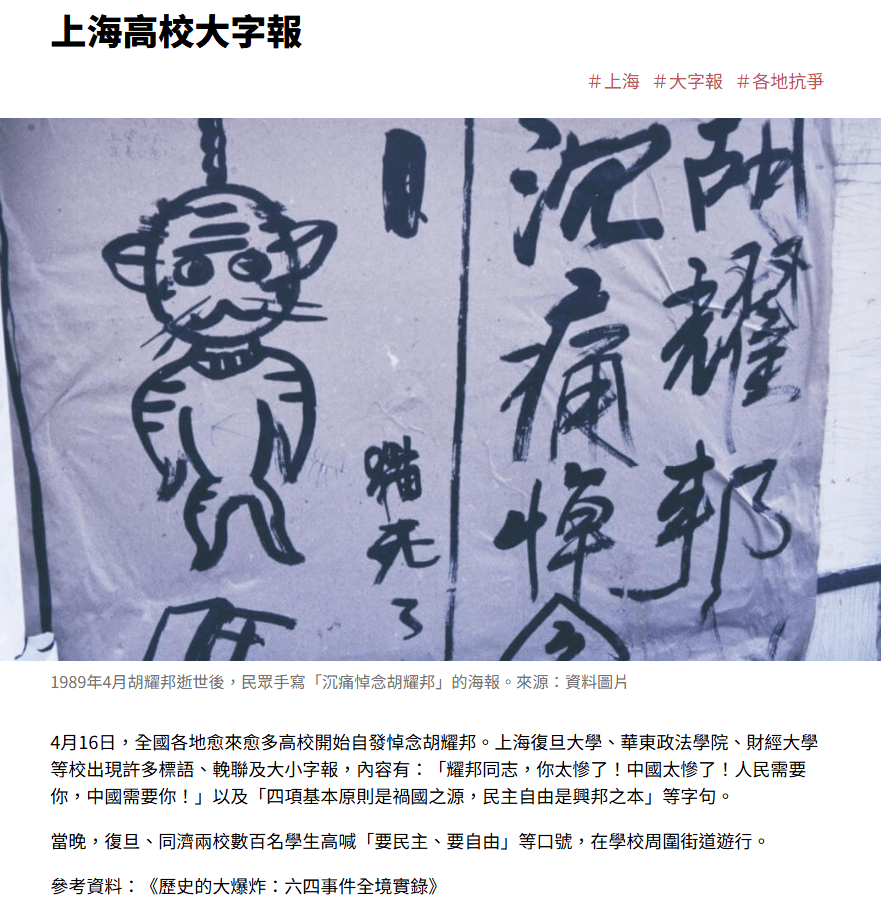 上海高校大字報
＃上海 ＃大字報 ＃各地抗爭
胡耀邦
沉痛悼念
貓死了
1989年4月胡耀邦逝世後，民眾手寫「沉痛悼念胡耀邦」的海報。來源：資料圖片
4月16日，全國各地愈來愈多高校開始自發悼念胡耀邦。上海復旦大學、華東政法學院、財經大學
等校出現許多標語、輓聯及大小字報，內容有：「耀邦同志，你太慘了！中國太慘了！人民需要
你，中國需要你！」以及「四項基本原則是禍國之源，民主自由是興邦之本」等字句。
當晚，復旦、同濟兩校數百名學生高喊「要民主、要自由」等口號，在學校周圍街道遊行。
參考資料：《歷史的大爆炸：六四事件全境實錄》